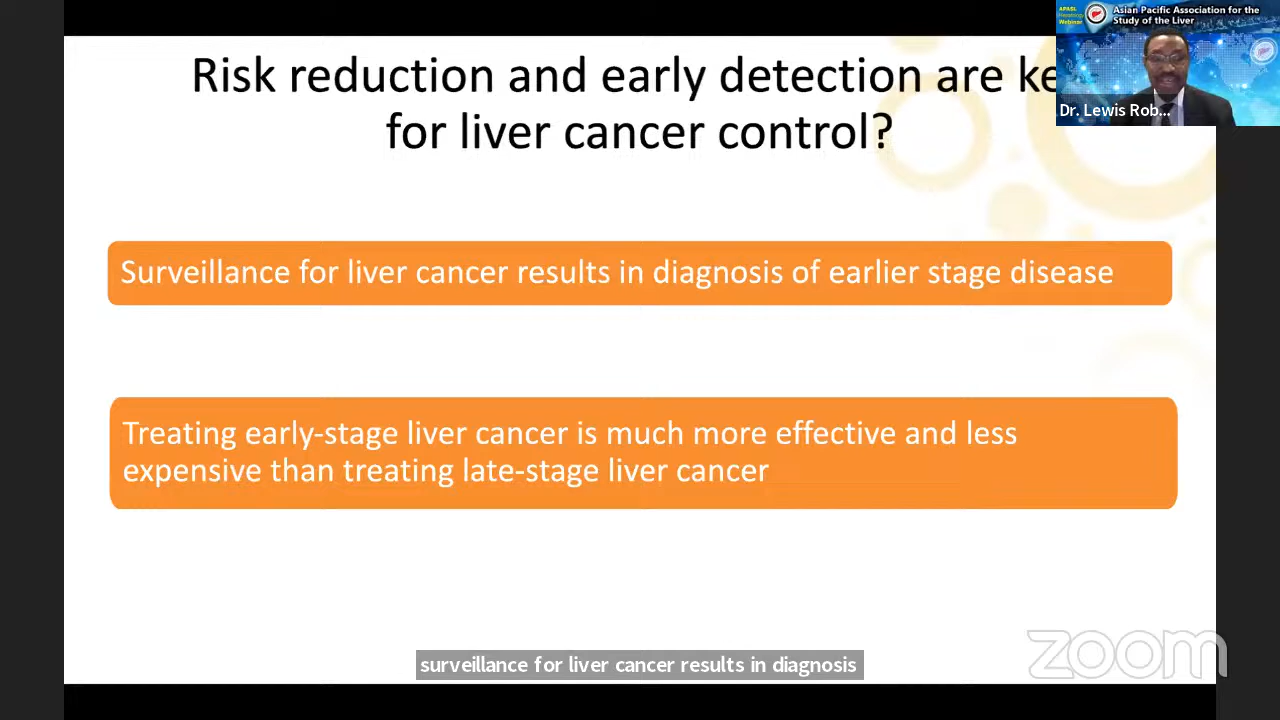 Risk reduction and early detection are ke
for liver cancer control?
APASL
Hepatology
Webinar
Asian Pacific Association for the
Study of the Liver
Dr. Lewis Rob...
Surveillance for liver cancer results in diagnosis of earlier stage disease
Treating early-stage liver cancer is much more effective and less
expensive than treating late-stage liver cancer
surveillance for liver cancer results in diagnosis
zoom